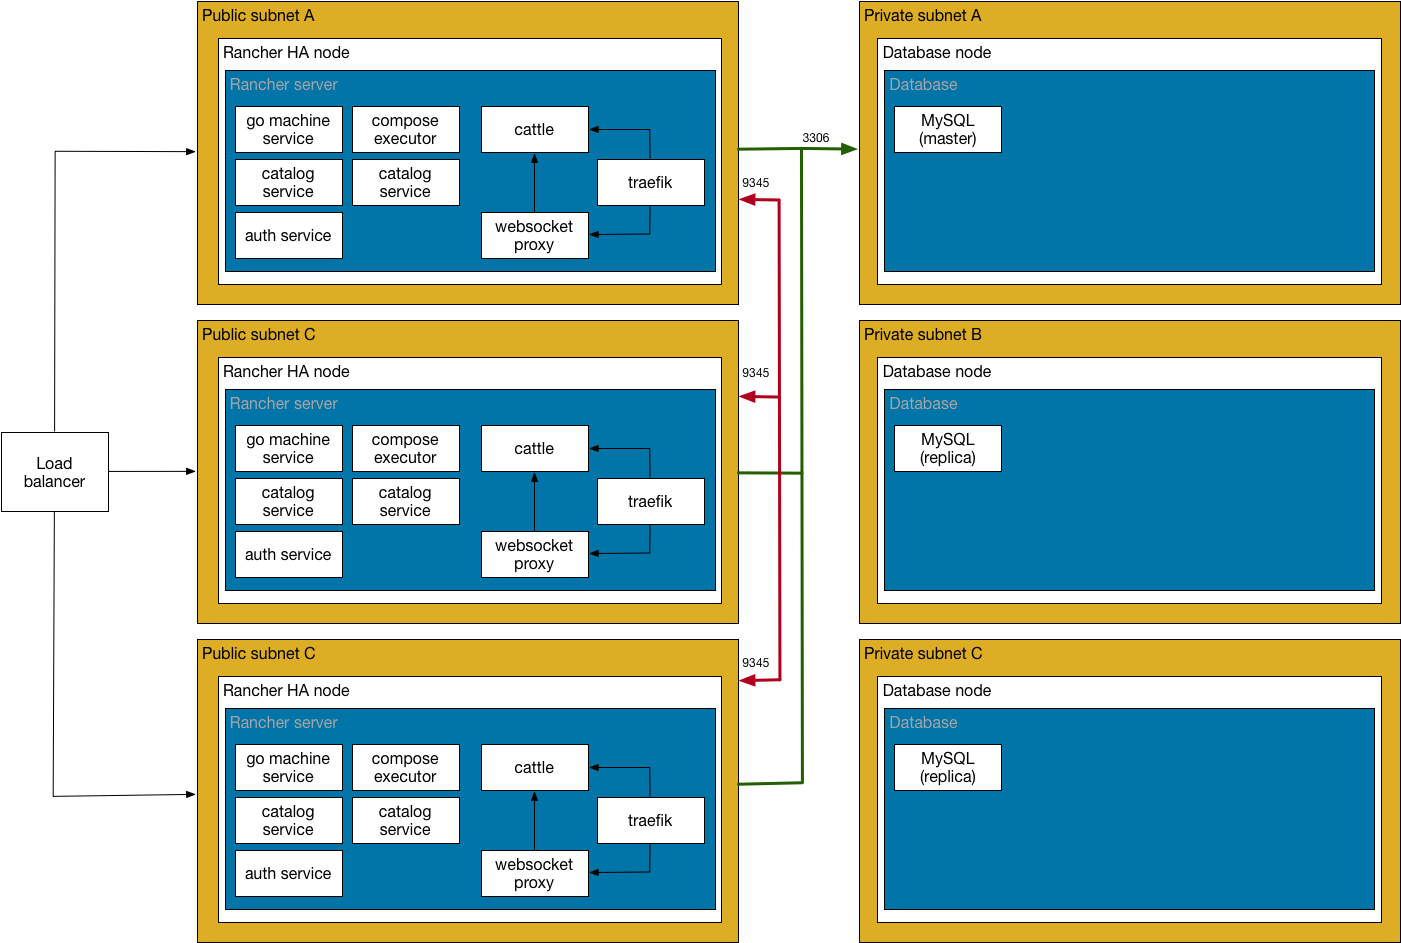 Public subnet A
Rancher HA node
Rancher server
go machine
service
compose
executor
cattle
catalog
service
catalog
service
traefik
auth service
websocket
proxy
3306
9345
Private subnet A
Database node
Database
MySQL
(master)
Load
balancer
Public subnet C
Rancher HA node
Rancher server
go machine
service
compose
executor
cattle
catalog
service
catalog
service
traefik
auth service
websocket
proxy
9345
Private subnet B
Database node
Database
MySQL
(replica)
Public subnet C
Rancher HA node
Rancher server
go machine
service
compose
executor
cattle
catalog
service
catalog
service
traefik
auth service
websocket
proxy
9345
Private subnet C
Database node
Database
MySQL
(replica)